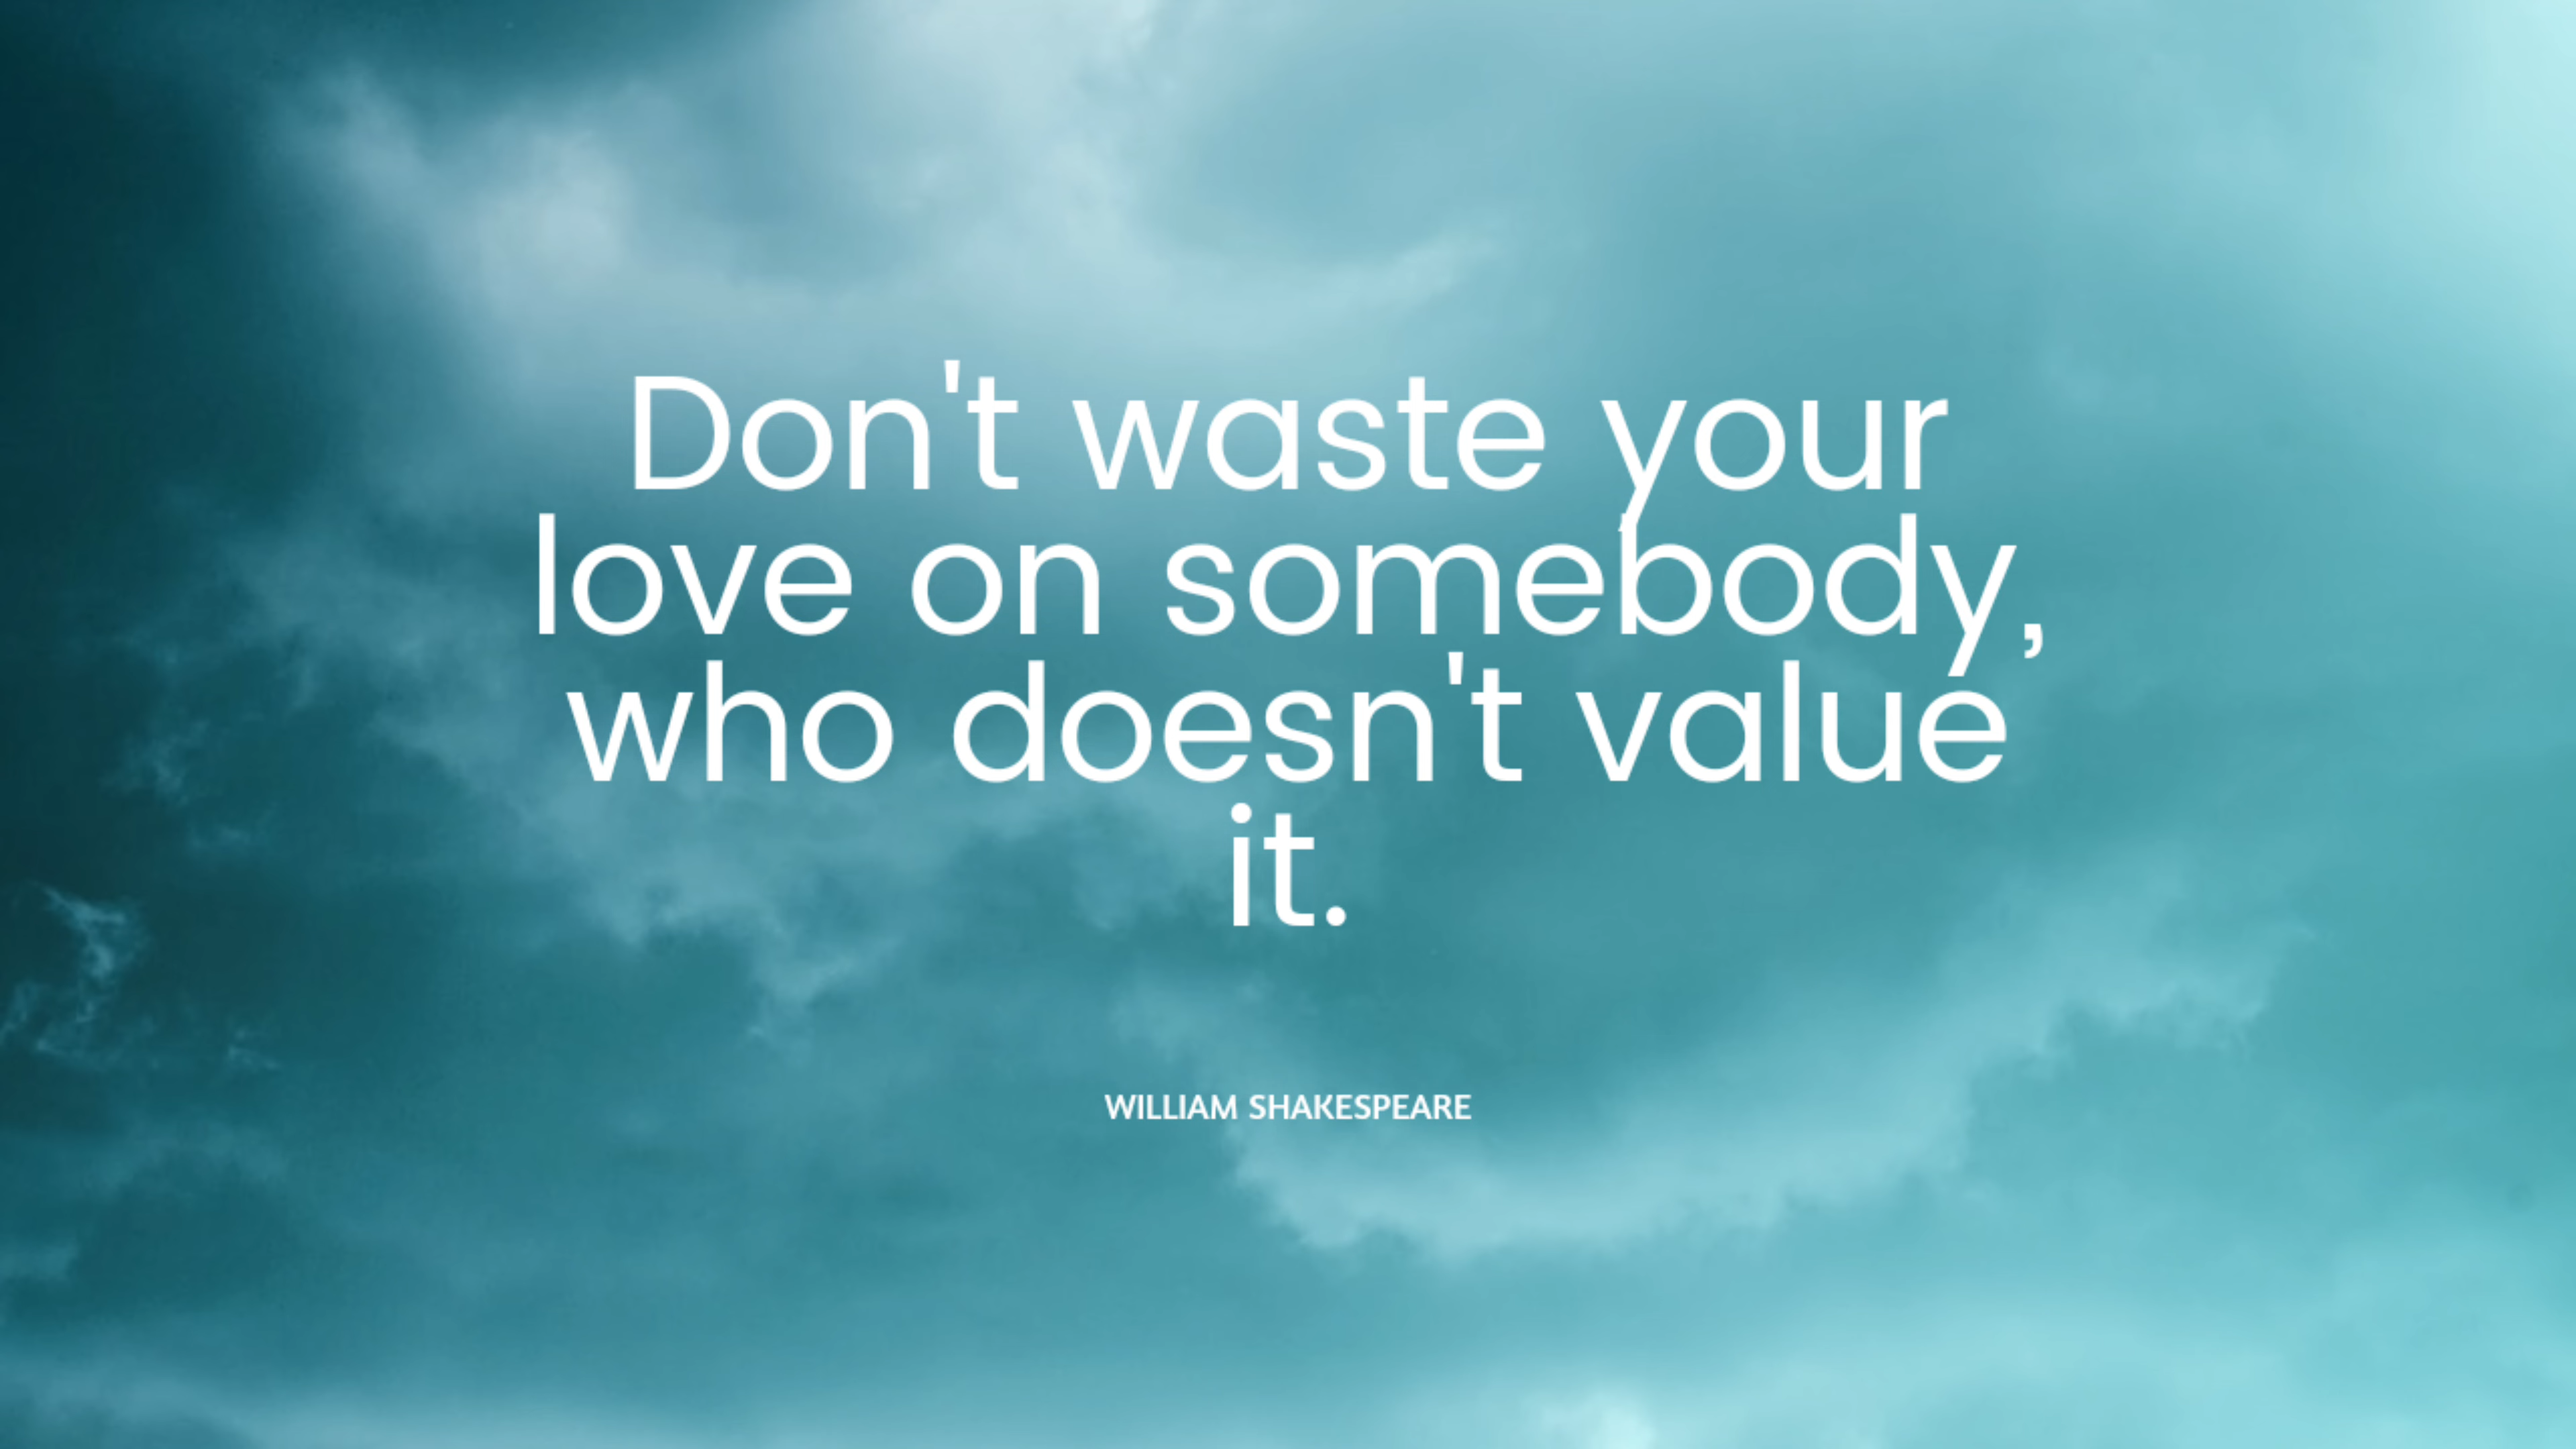 Don't waste your
love on somebody,
who doesn't value
it.
WILLIAM SHAKESPEARE